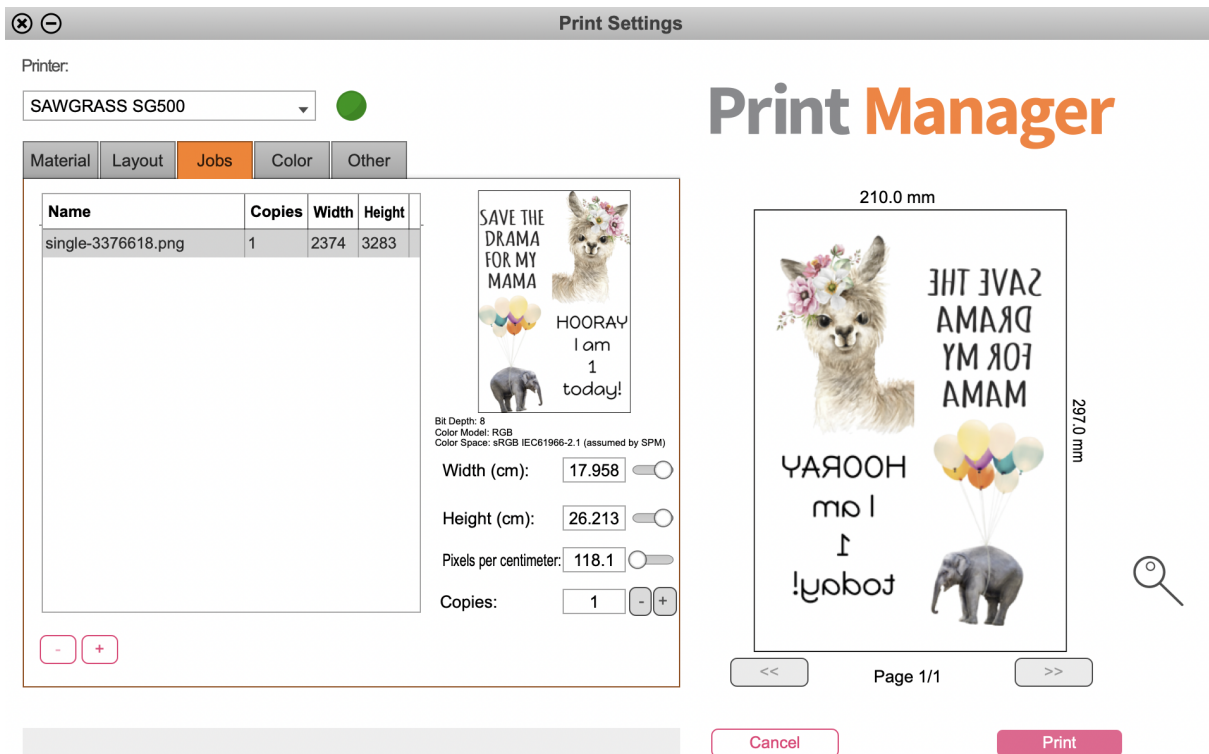 Print Settings
Printer:
SAWGRASS SG500
Print Manager
Material Layout Jobs Color Other
Name Copies Width Height
single-3376618.png 1 2374 3283
SAVE THE
DRAMA
FOR MY
MAMA
HOORAY
I am
1
today!
Bit Depth: 8
Color Model: RGB
Color Space: sRGB IEC61966-2.1 (assumed by SPM)
Width (cm): 17.958
Height (cm): 26.213
Pixels per centimeter: 118.1
Copies: 1 - +
- +
210.0 mm
SAVE THE
DRAMA
FOR MY
MAMA
HOORAY
I am
1
today!
297.0 mm
<< Page 1/1 >>
Cancel Print